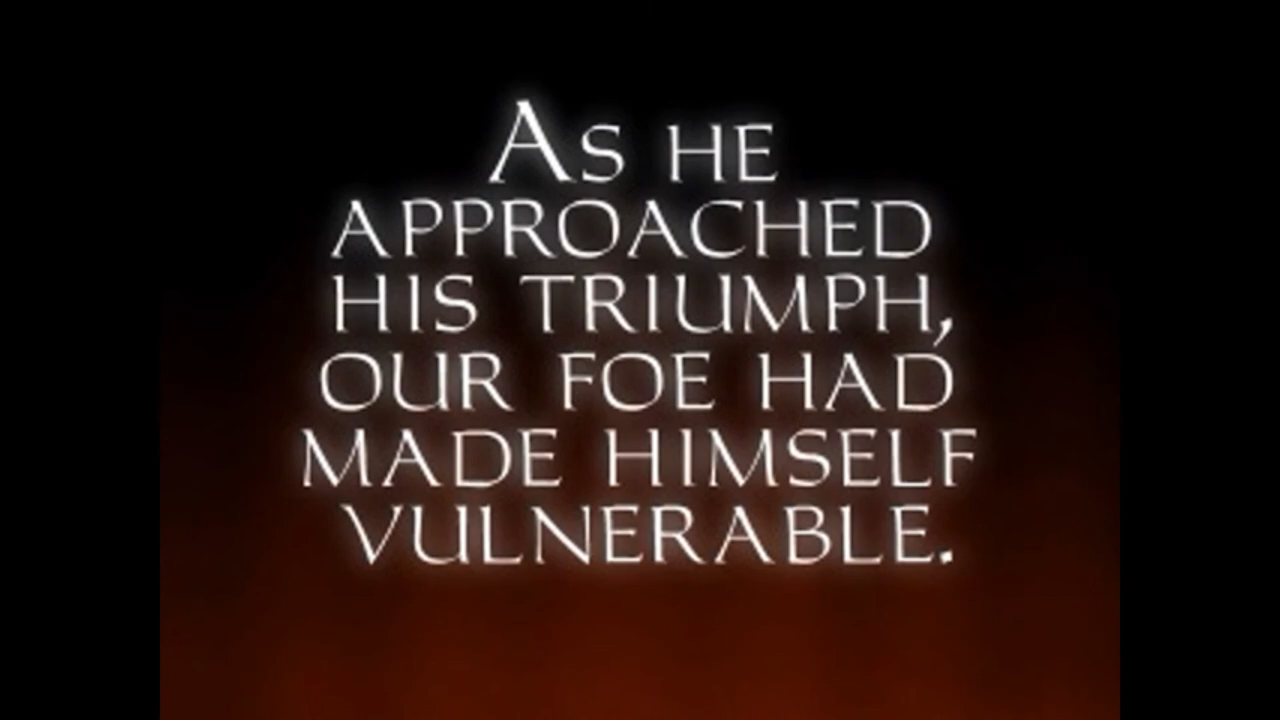 As he
approached
his triumph,
our foe had
made himself
vulnerable.